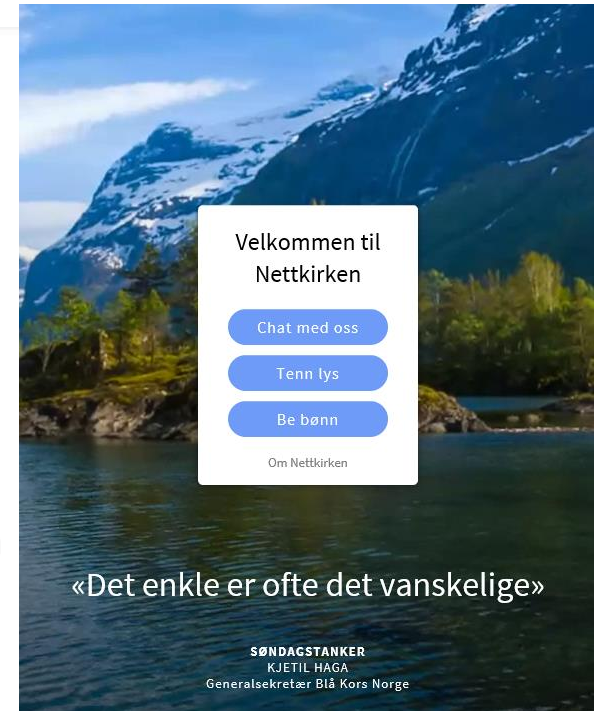 Velkommen til
Nettkirken
Chat med oss
Tenn lys
Be bønn
Om Nettkirken
«Det enkle er ofte det vanskelige»
SØNDAGSTANKER
KJETIL HAGA
Generalsekretær Blå Kors Norge